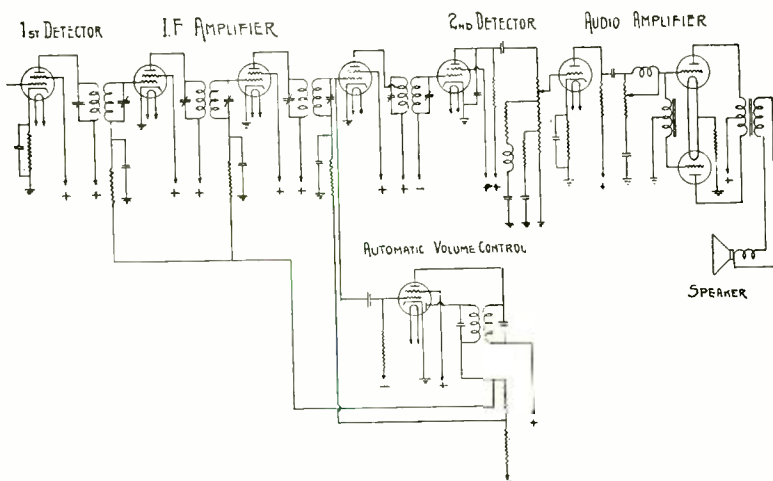 1ST DETECTOR
I.F AMPLIFIER
2ND DETECTOR
AUDIO AMPLIFIER
+ + + + + + + + - + + + +
AUTOMATIC VOLUME CONTROL
SPEAKER
- + +
+